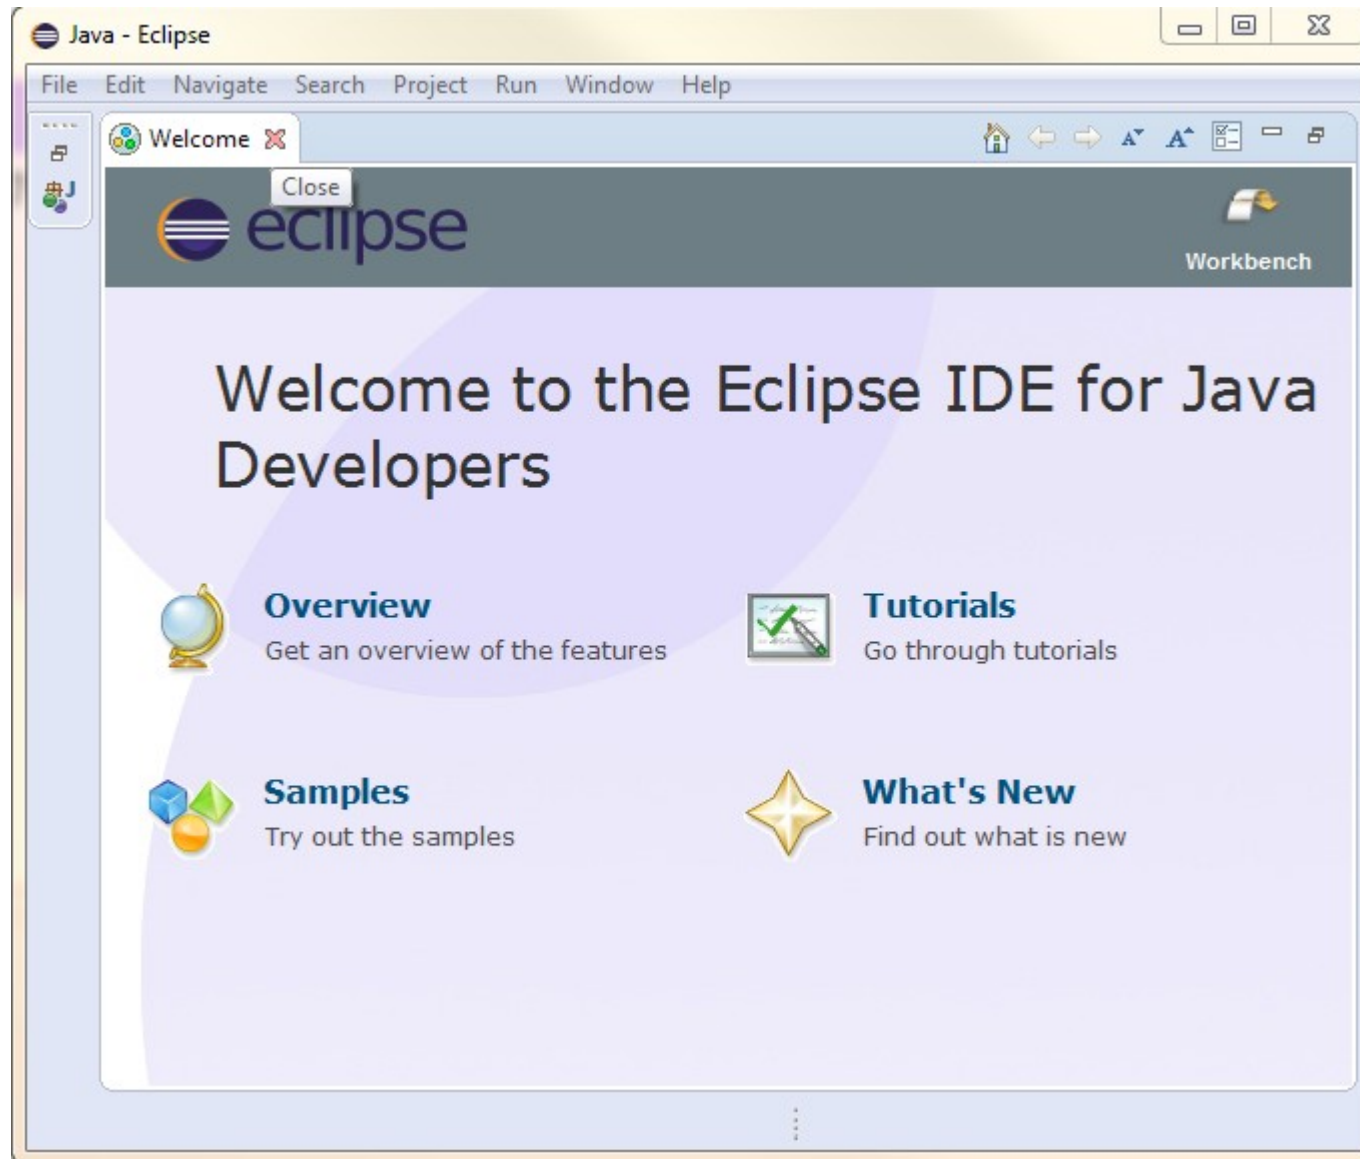 Java - Eclipse
File Edit Navigate Search Project Run Window Help
Welcome
J
A A
Close
eclipse
Workbench
Welcome to the Eclipse IDE for Java
Developers
Overview
Get an overview of the features
Tutorials
Go through tutorials
Samples
Try out the samples
What's New
Find out what is new